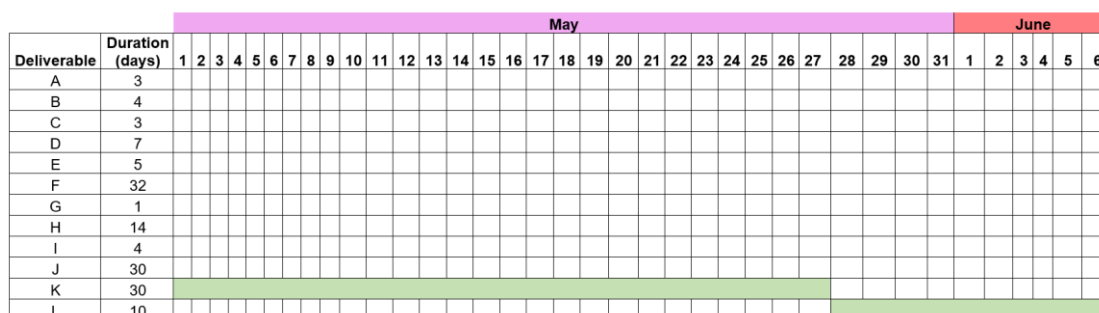 May June
Duration
Deliverable (days) 1 2 3 4 5 6 7 8 9 10 11 12 13 14 15 16 17 18 19 20 21 22 23 24 25 26 27 28 29 30 31 1 2 3 4 5 6
A 3
B 4
C 3
D 7
E 5
F 32
G 1
H 14
I 4
J 30
K 30
10